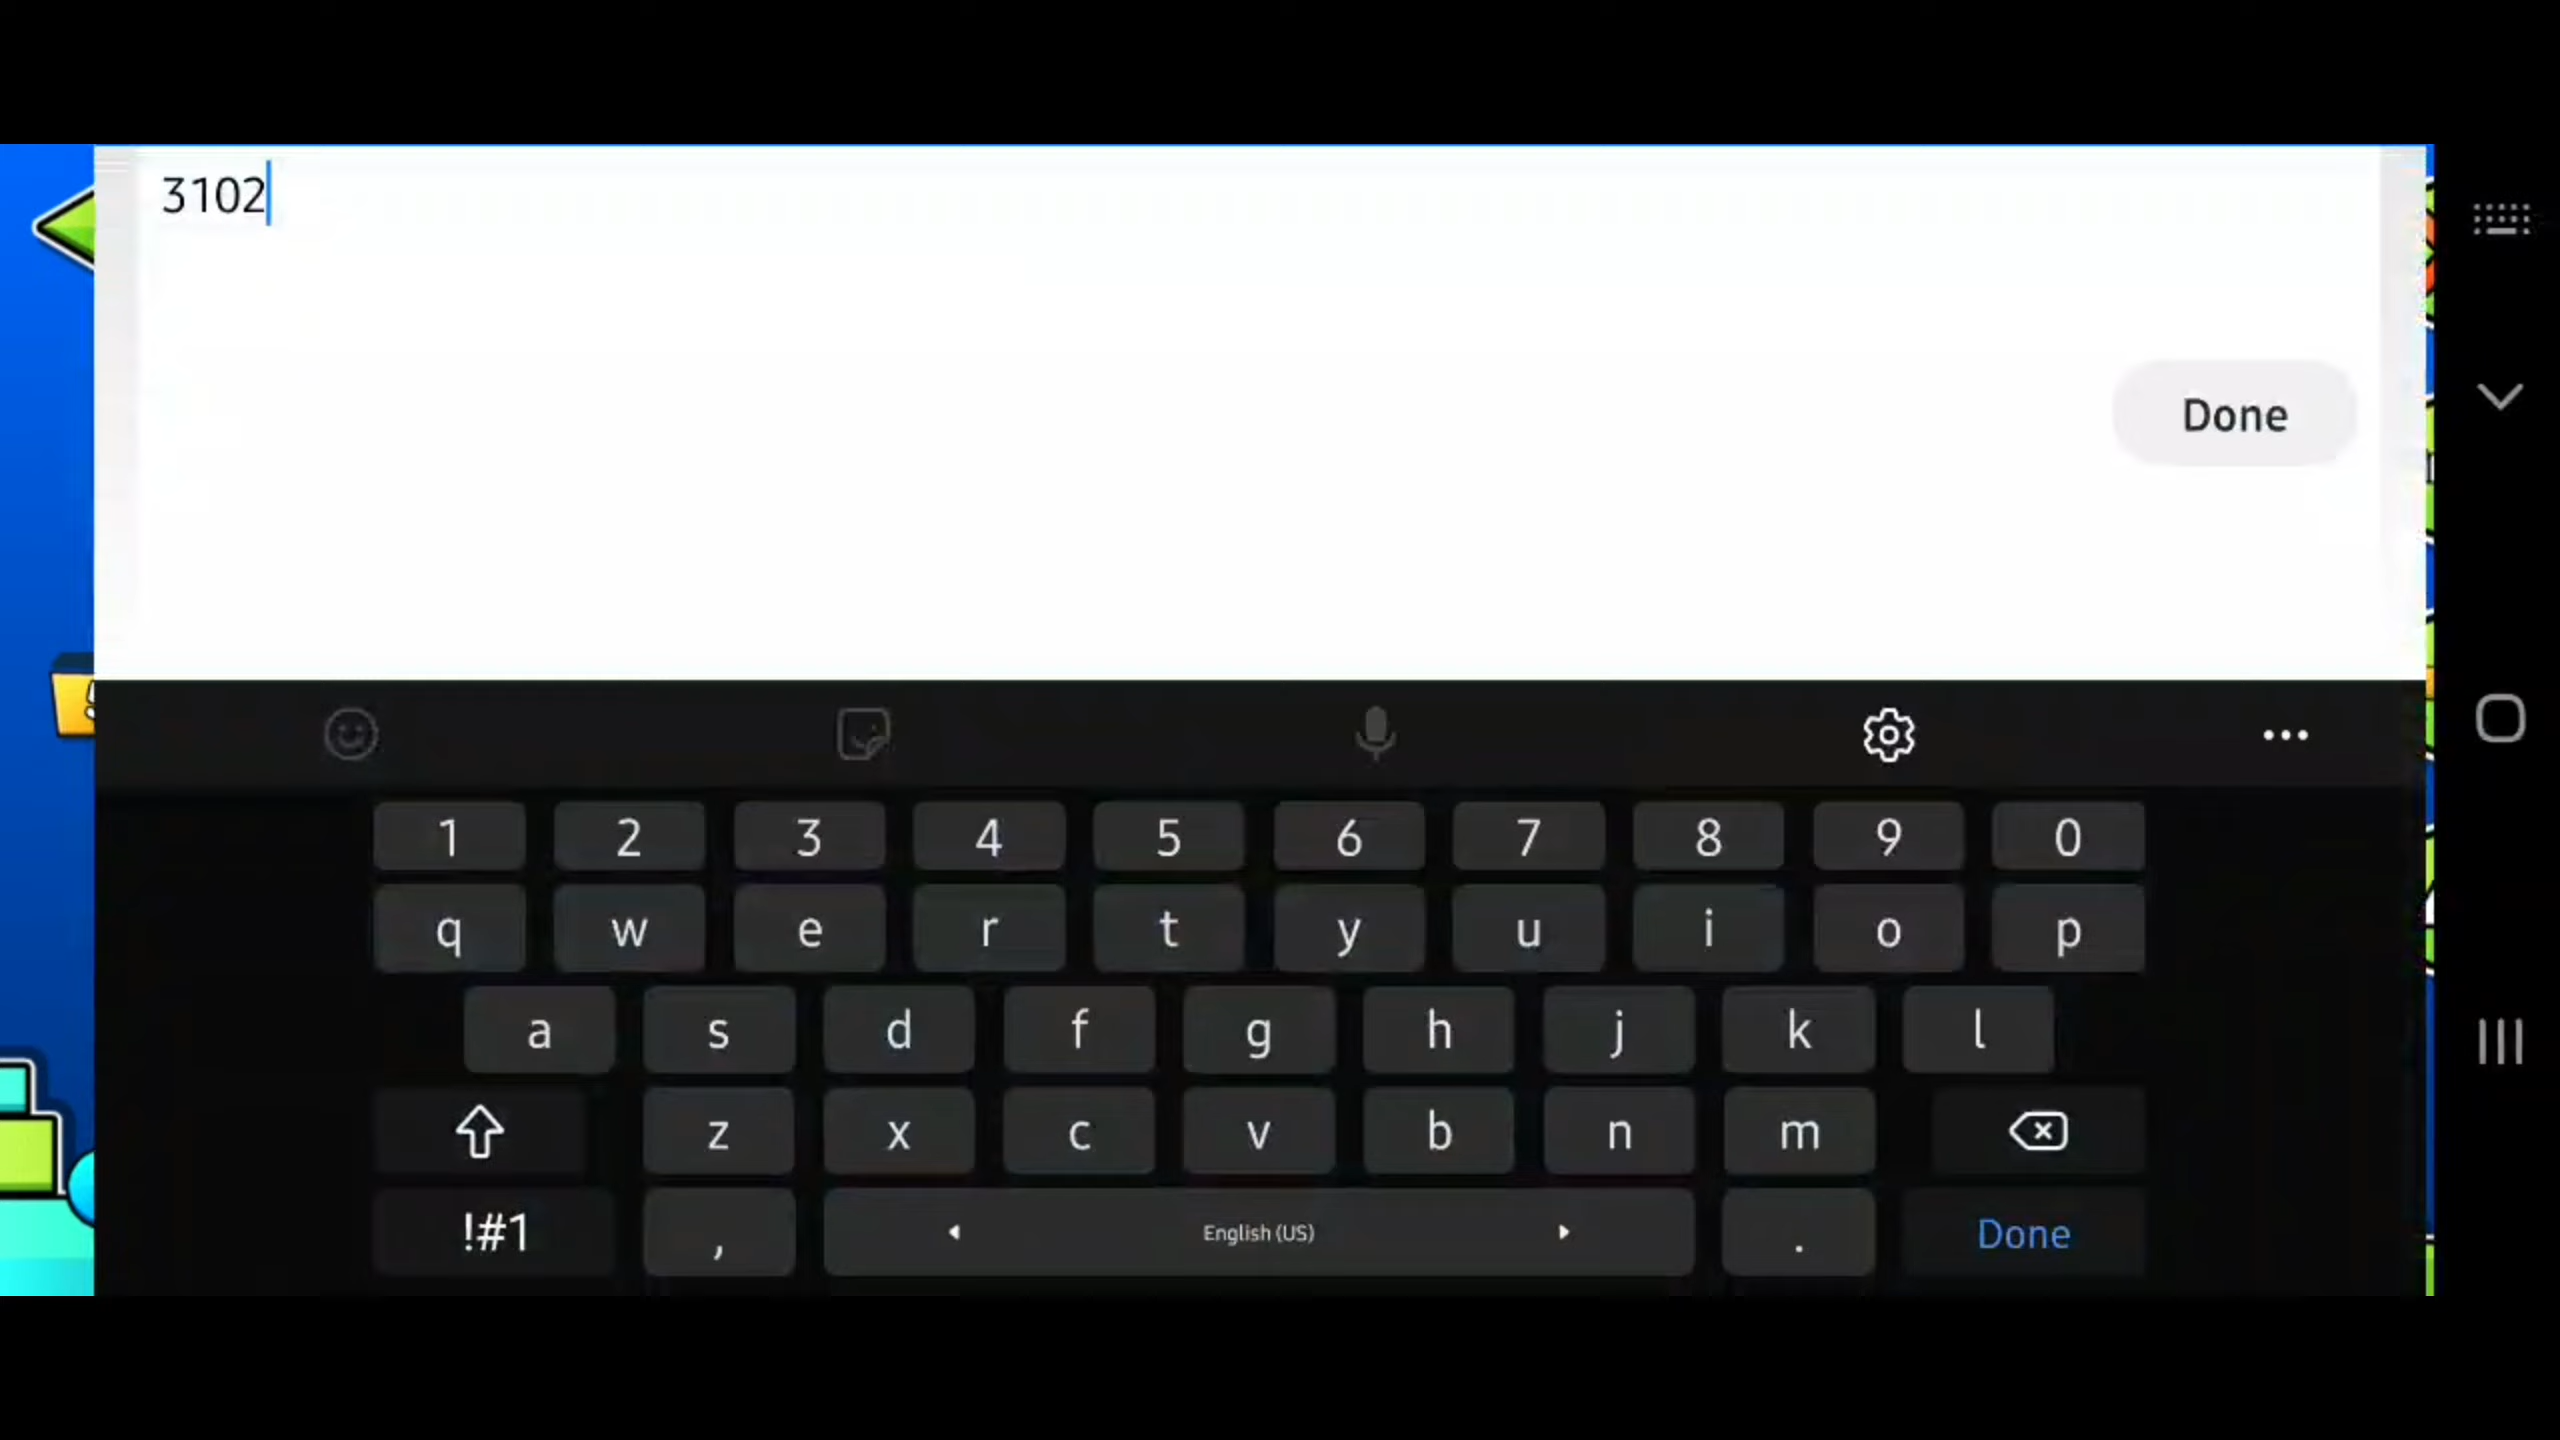 3102
Done
1 2 3 4 5 6 7 8 9 0
q w e r t y u i o p
a s d f g h j k l
z x c v b n m
!#1 , English (US) . Done